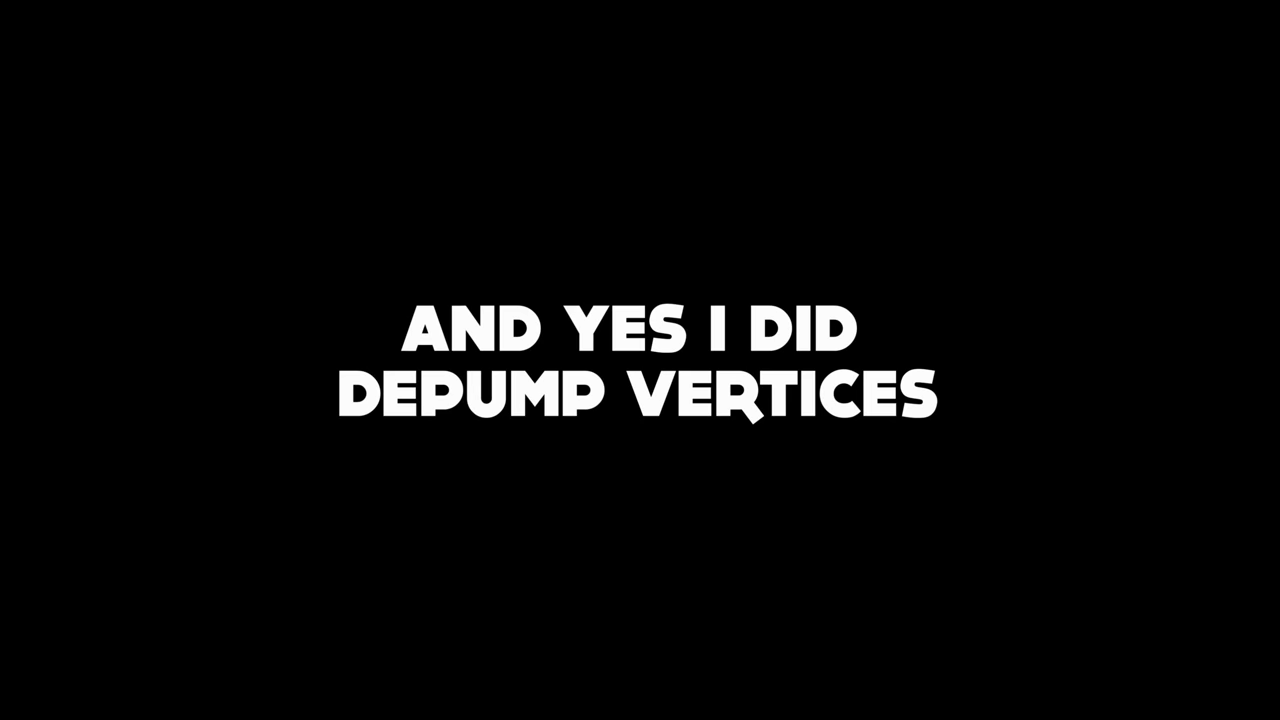 AND YES I DID
DEPUMP VERTICES